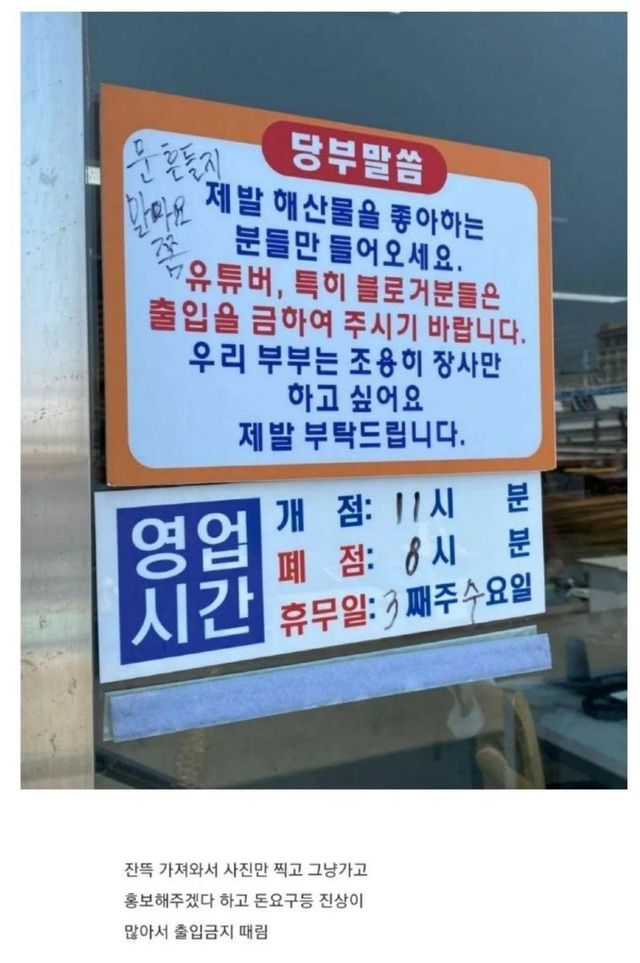 당부말씀
문 흔들지
말아요
쫌
제발 해산물을 좋아하는
분들만 들어오세요.
유튜버, 특히 블로거분들은
출입을 금하여 주시기 바랍니다.
우리 부부는 조용히 장사만
하고 싶어요
제발 부탁드립니다.
영업
시간
개 점: 11시 분
폐 점: 8시 분
휴무일: 3째주 수요일
잔뜩 가져와서 사진만 찍고 그냥가고
홍보해주겠다 하고 돈요구등 진상이
많아서 출입금지 때림